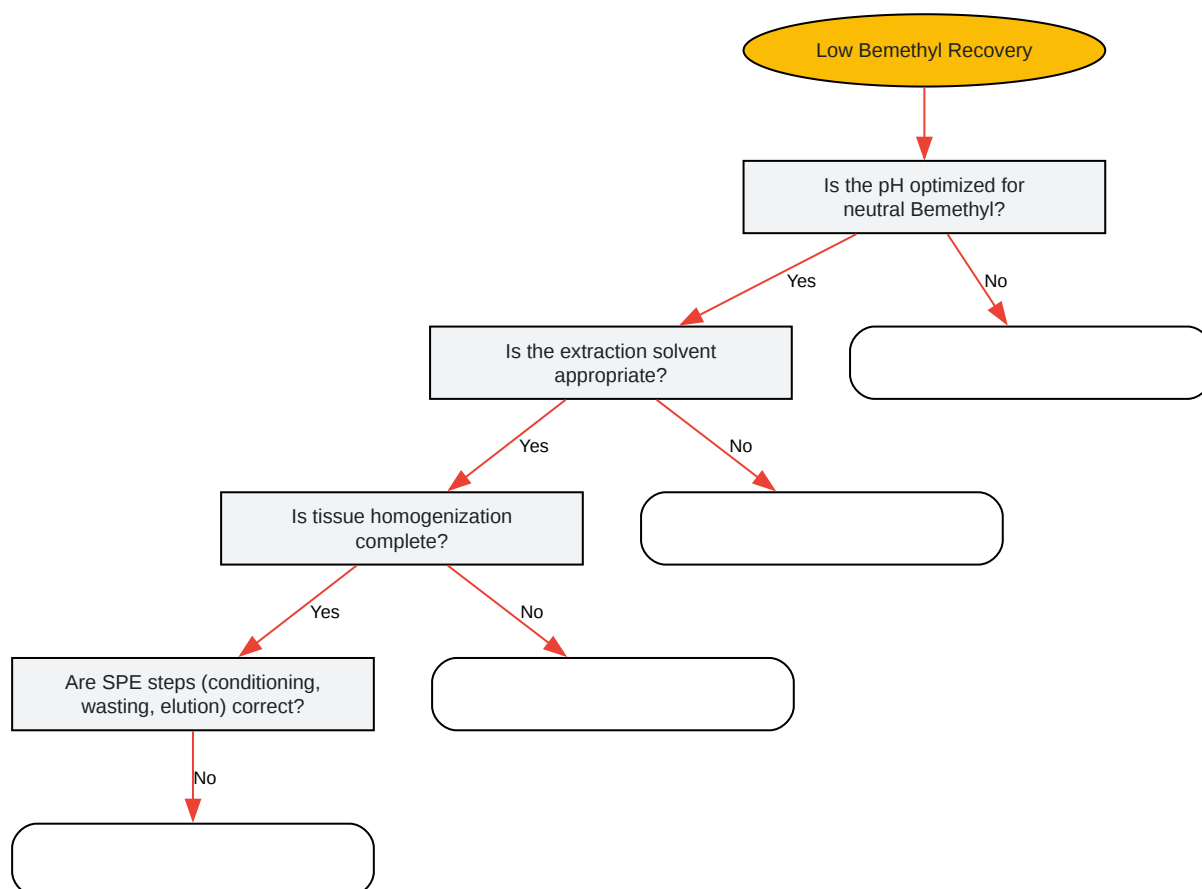 Low Bemethyl Recovery
Is the pH optimized for
neutral Bemethyl?
Yes
No
Is the extraction solvent
appropriate?
Yes
No
Is tissue homogenization
complete?
Yes
No
Are SPE steps (conditioning,
wasting, elution) correct?
No